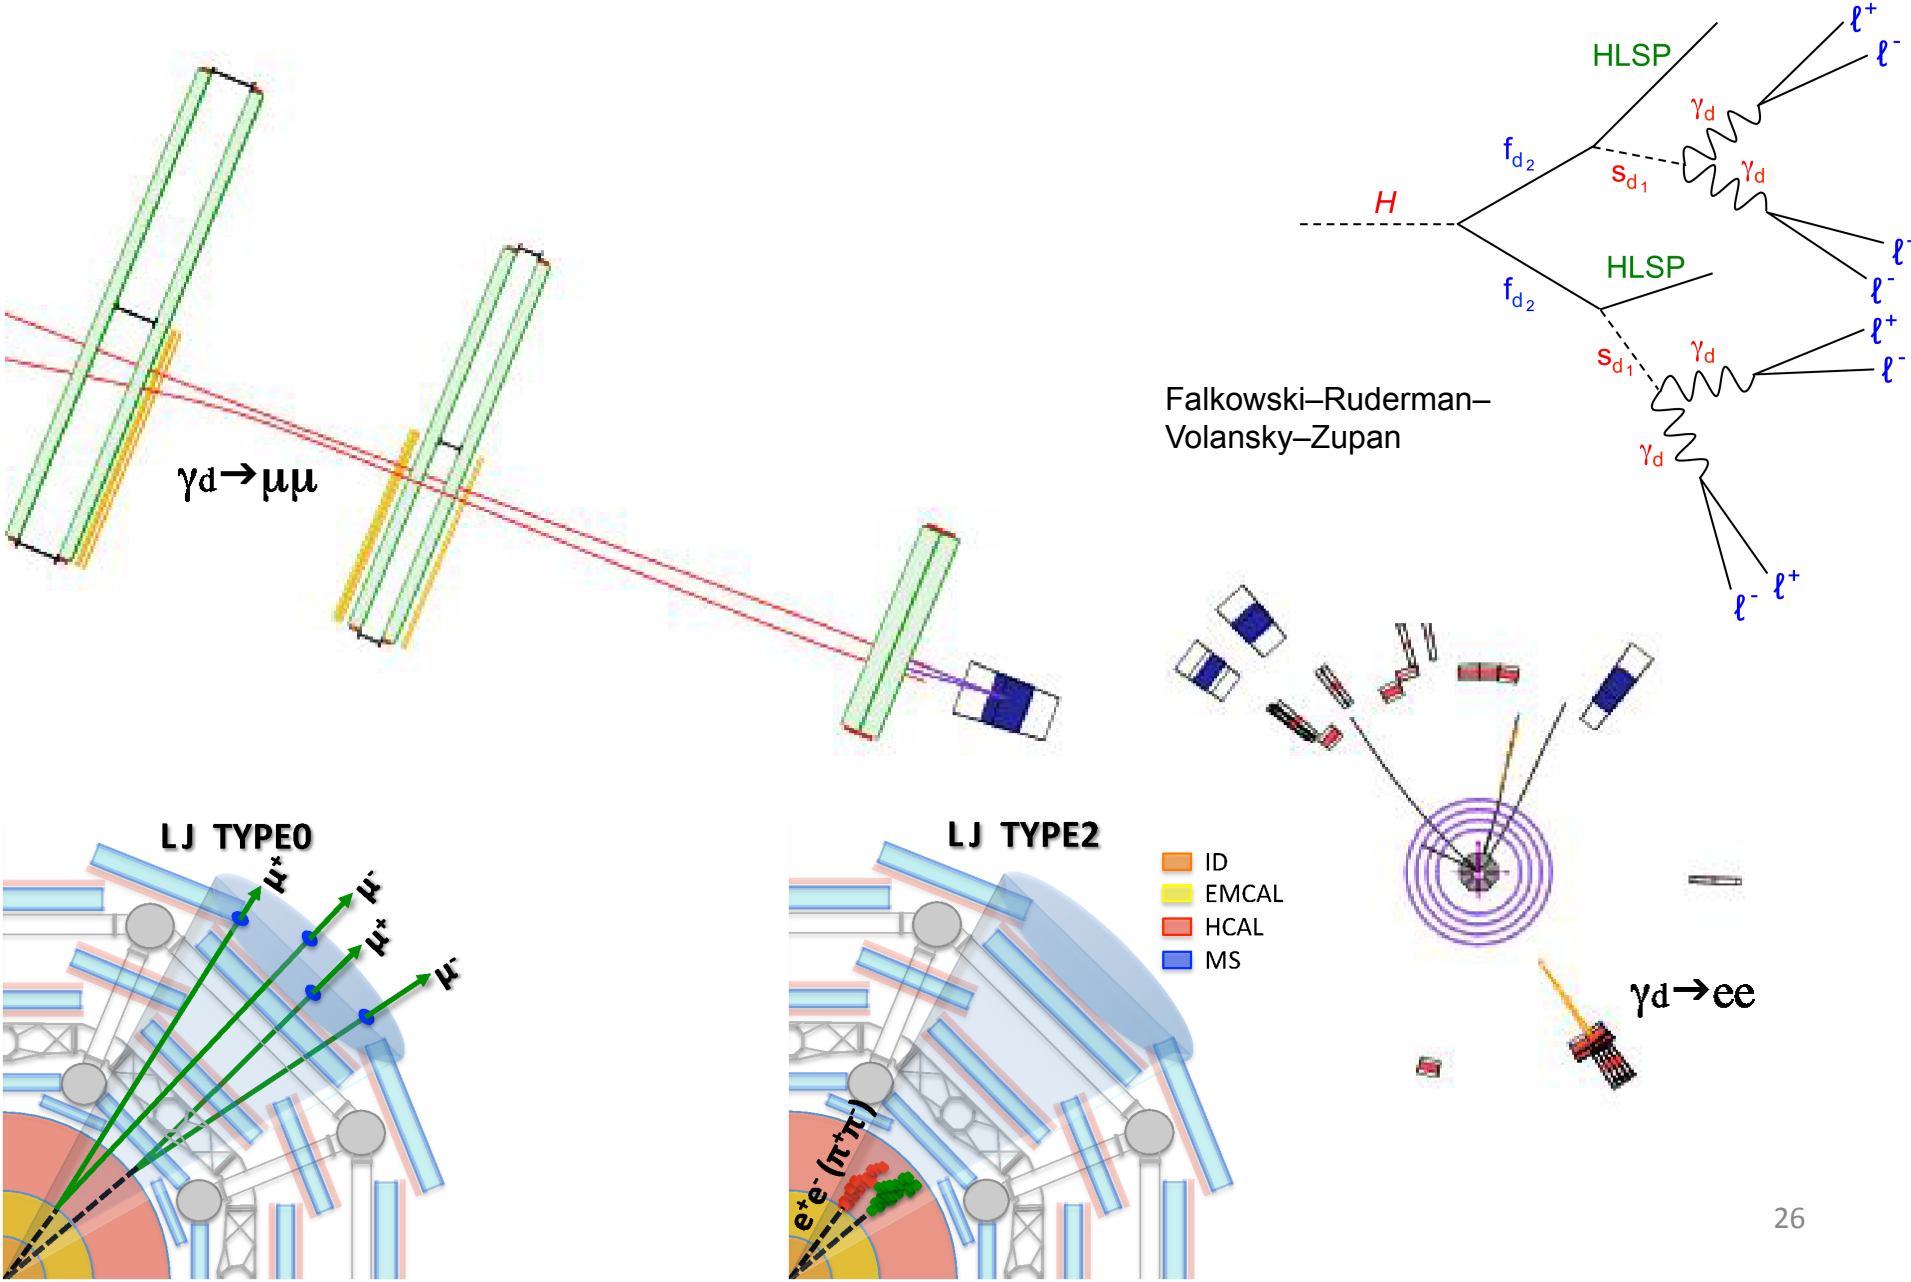 HLSP
ℓ+
ℓ-
γd
fd2
sd1
γd
H
ℓ-
ℓ-
HLSP
fd2
ℓ+
sd1
γd
ℓ-
Falkowski–Ruderman–
Volansky–Zupan
γd
γd→μμ
ℓ-
ℓ+
LJ TYPE0
μ+
μ-
μ+
μ-
LJ TYPE2
e+e-(π+π-)
ID
EMCAL
HCAL
MS
γd→ee
26